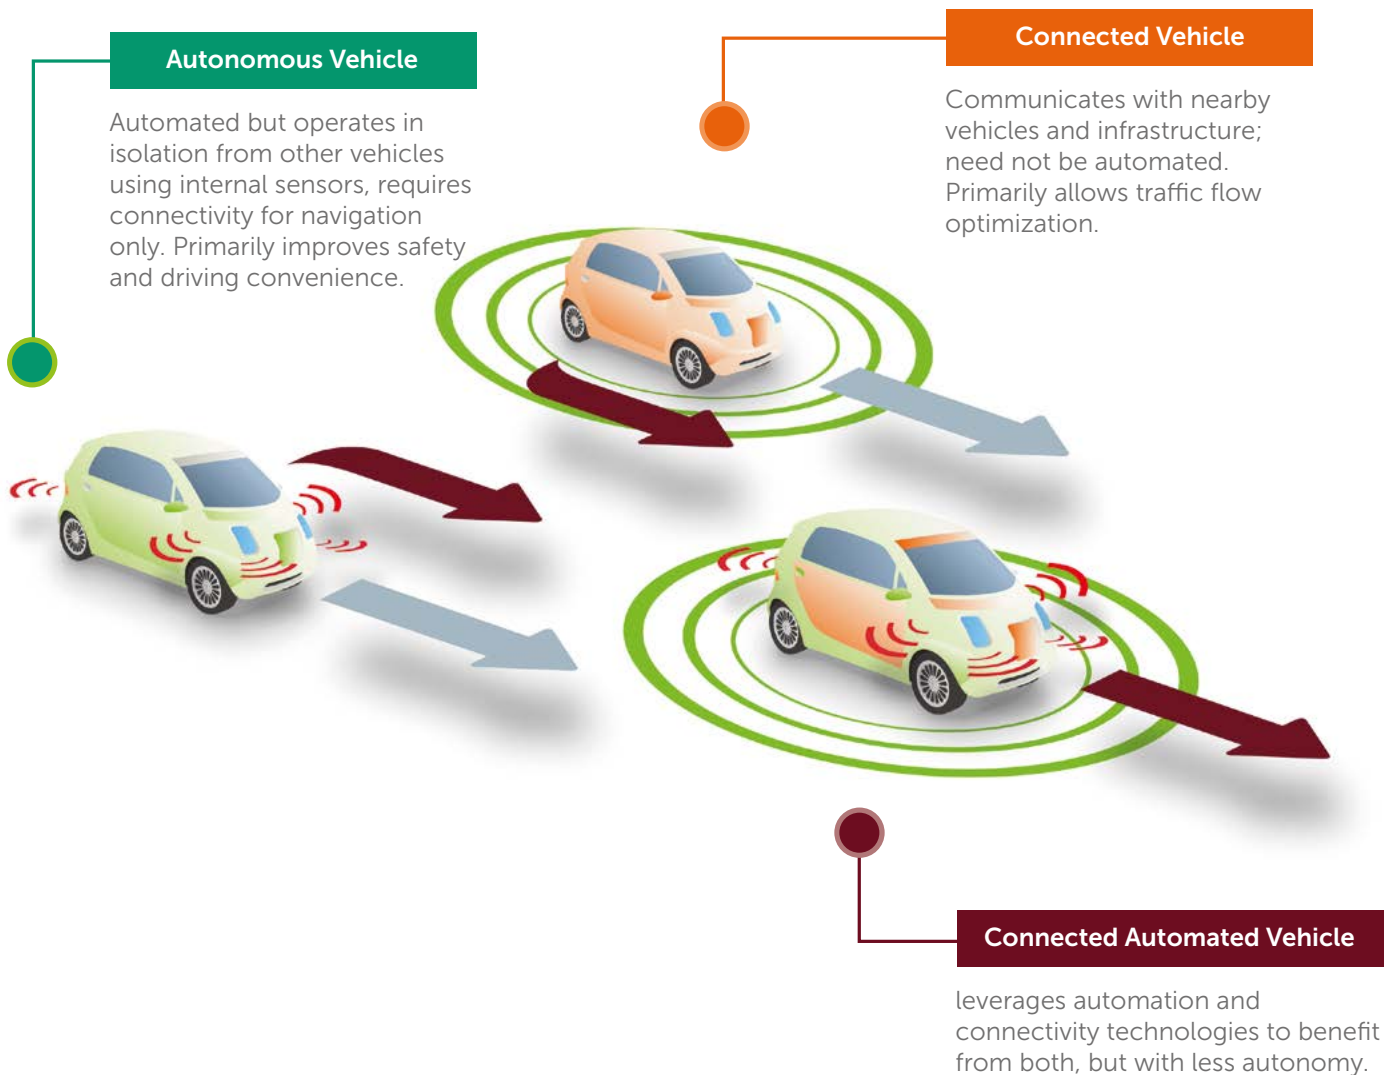 Autonomous Vehicle
Automated but operates in
isolation from other vehicles
using internal sensors, requires
connectivity for navigation
only. Primarily improves safety
and driving convenience.
Connected Vehicle
Communicates with nearby
vehicles and infrastructure;
need not be automated.
Primarily allows traffic flow
optimization.
Connected Automated Vehicle
leverages automation and
connectivity technologies to benefit
from both, but with less autonomy.